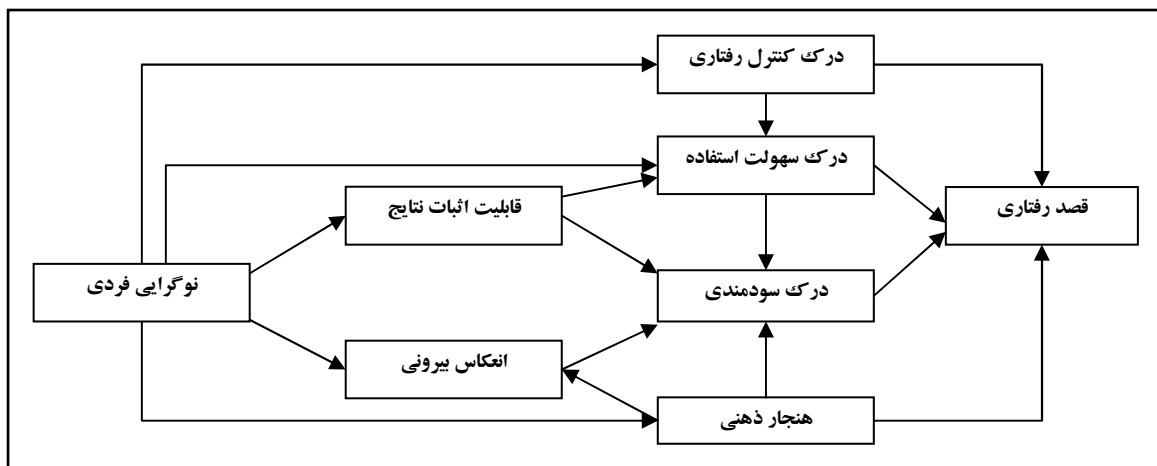 درک کنترل رفتاری
درک سهولت استفاده
قابلیت اثبات نتایج
قصد رفتاری
نوگرایی فردی
درک سودمندی
انعکاس بیرونی
هنجار ذهنی